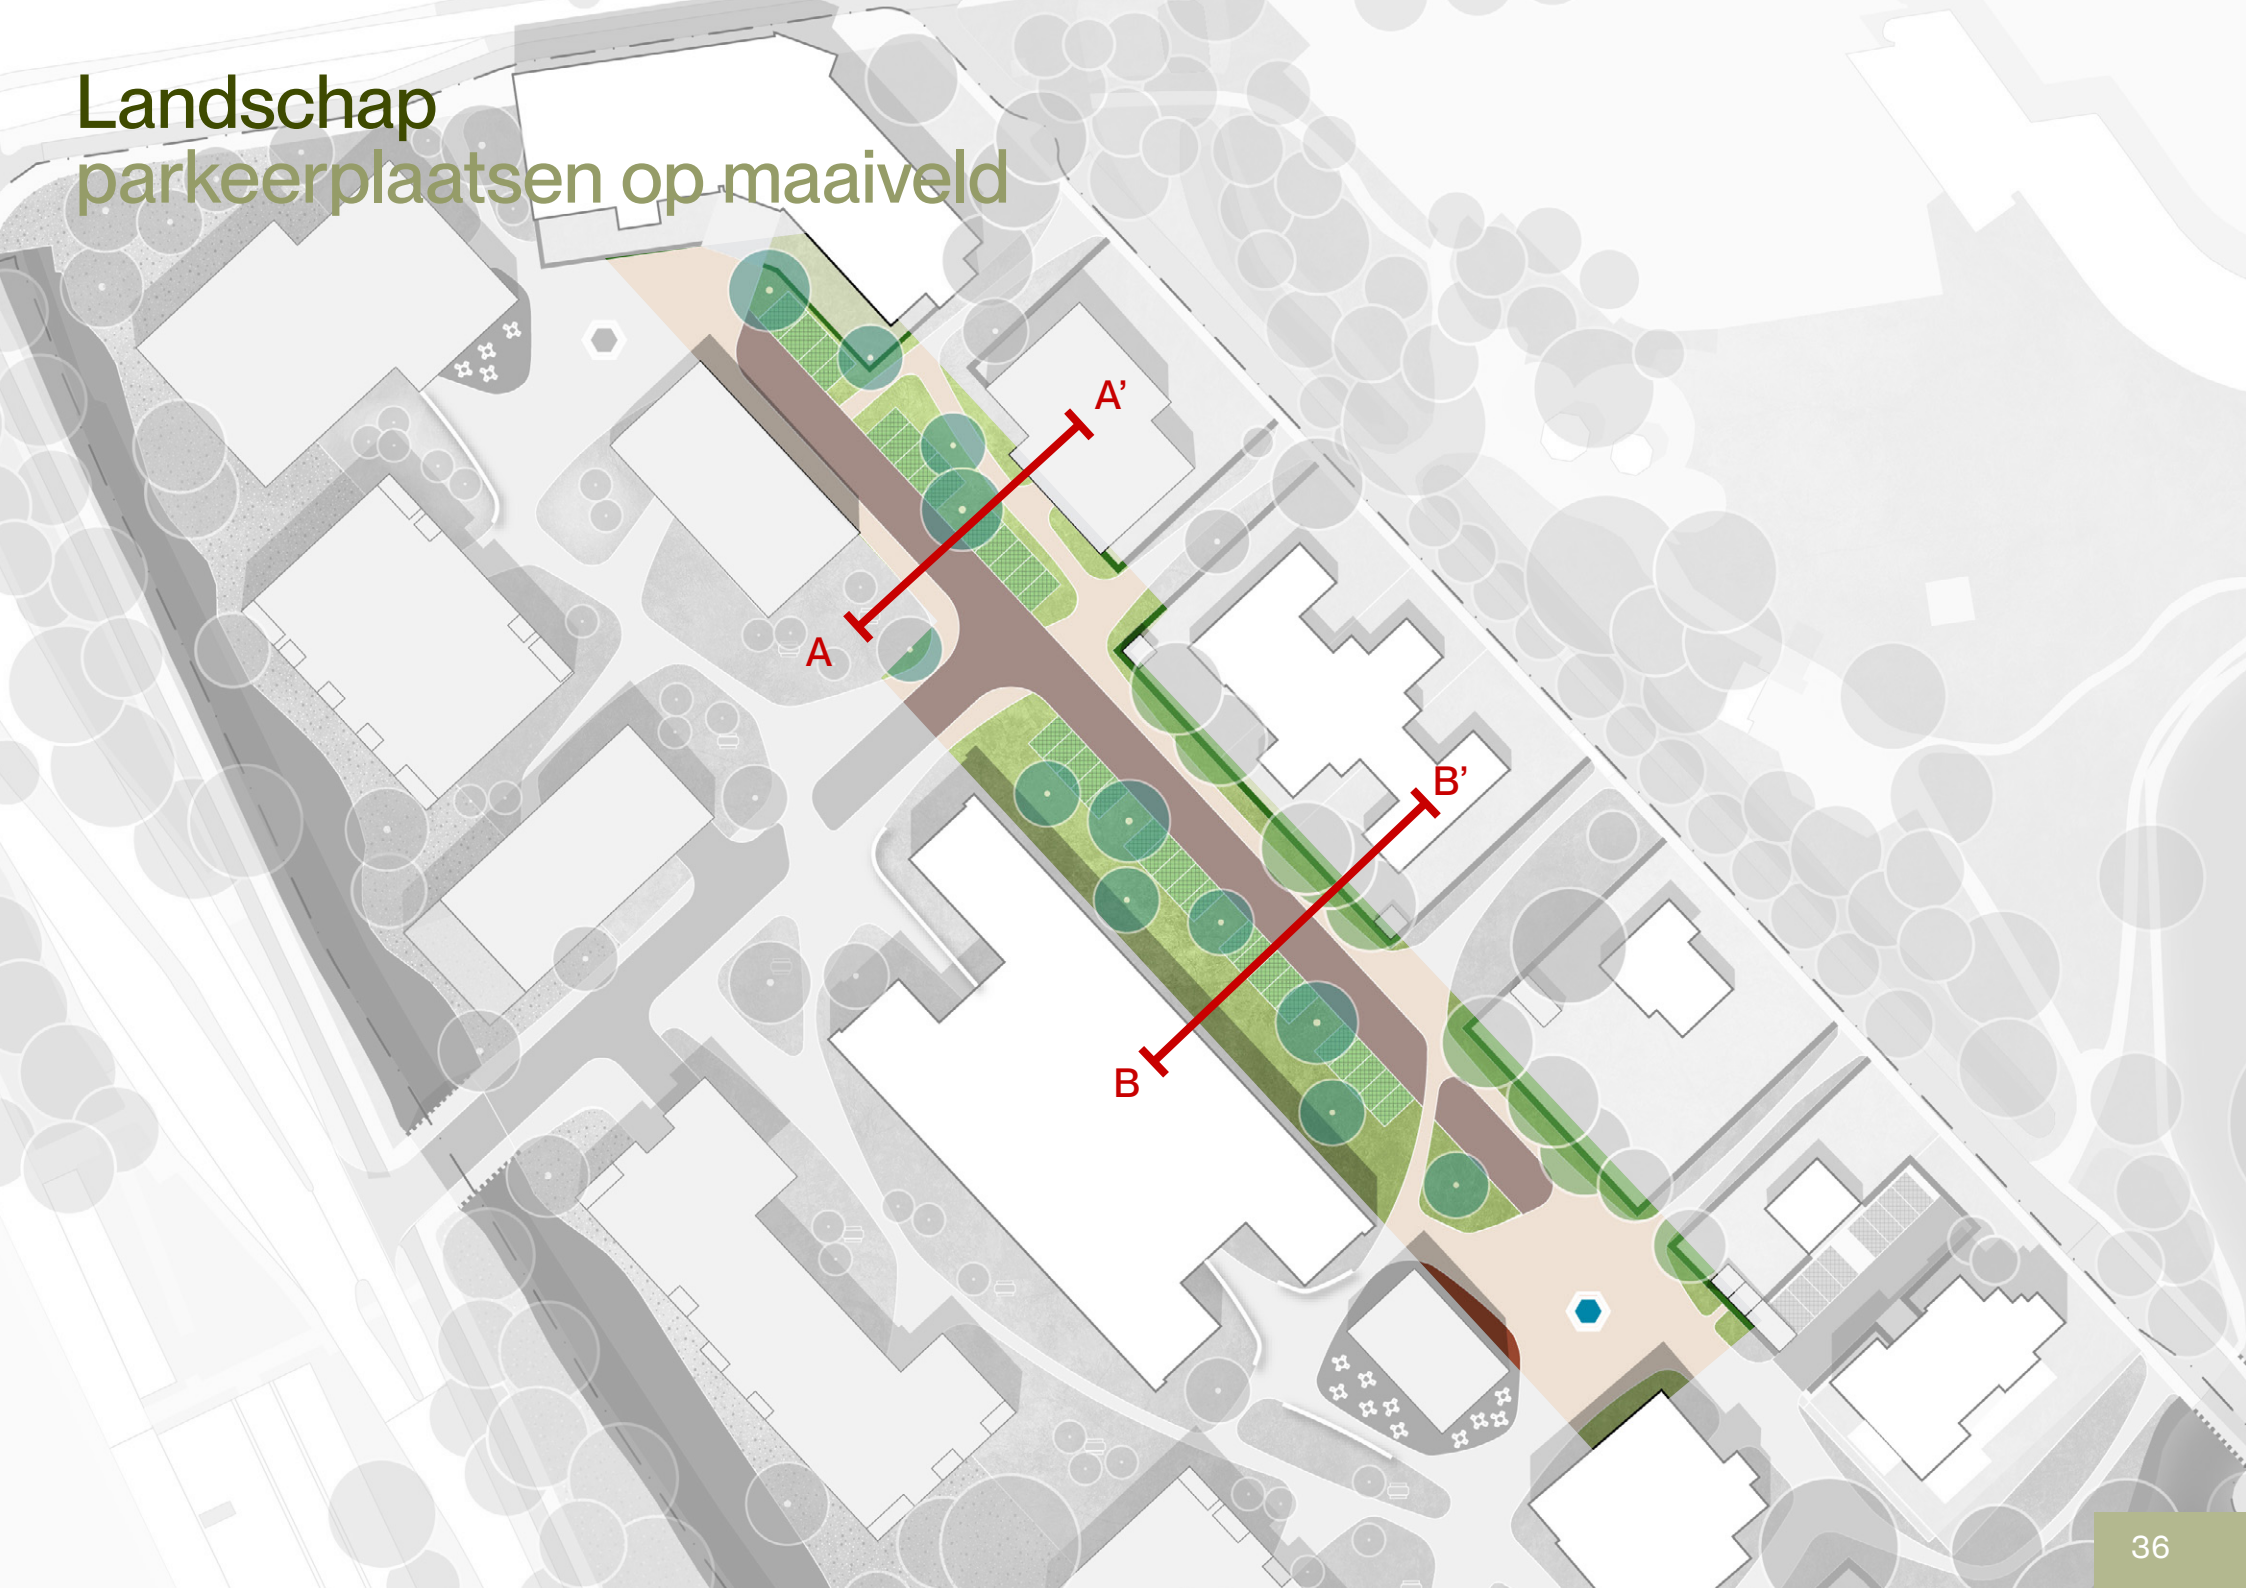 Landschap
parkeerplaatsen op maaiveld
A’
A
B’
B
36